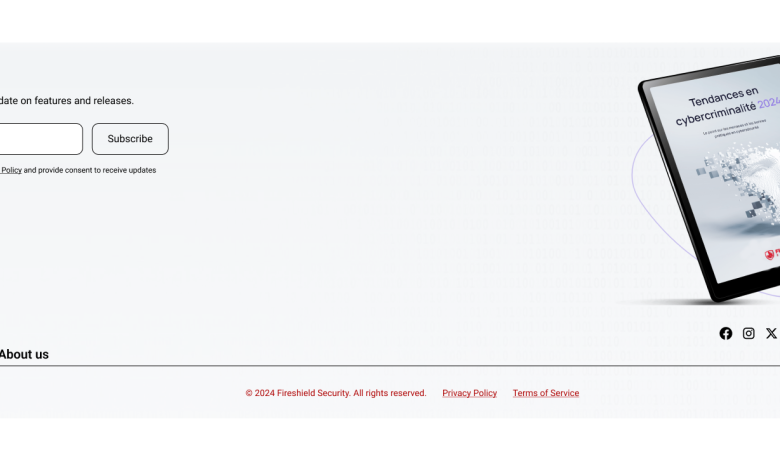 date on features and releases.
Subscribe
Policy and provide consent to receive updates
Tendances en
cybercriminalité 2024
About us
© 2024 Fireshield Security. All rights reserved. Privacy Policy Terms of Service